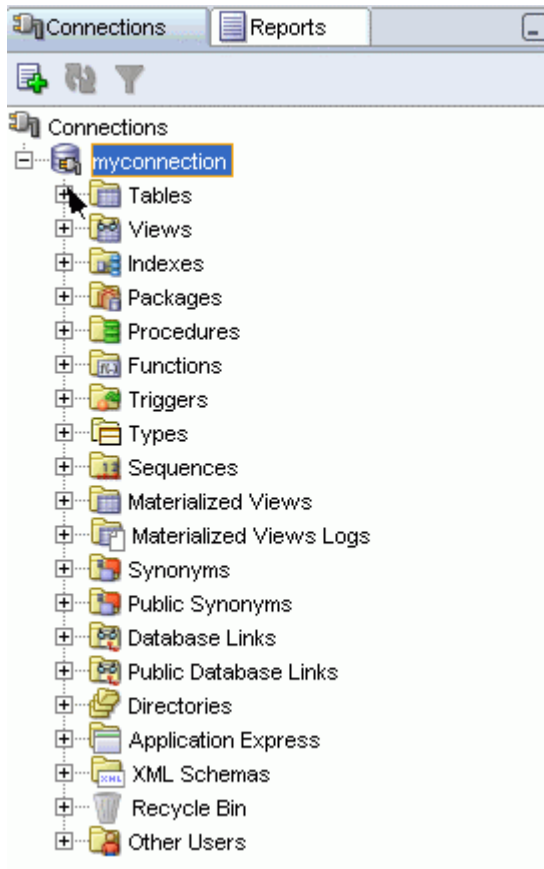 Connections Reports
Connections
myconnection
Tables
Views
Indexes
Packages
Procedures
Functions
Triggers
Types
Sequences
Materialized Views
Materialized Views Logs
Synonyms
Public Synonyms
Database Links
Public Database Links
Directories
Application Express
XML Schemas
Recycle Bin
Other Users